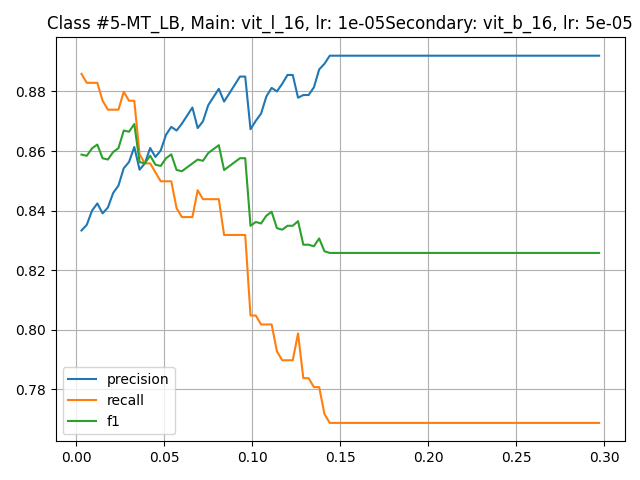 Class #5-MT_LB, Main: vit_l_16, lr: 1e-05Secondary: vit_b_16, lr: 5e-05
0.88
0.86
0.84
0.82
0.80
0.78
precision
recall
f1
0.00 0.05 0.10 0.15 0.20 0.25 0.30